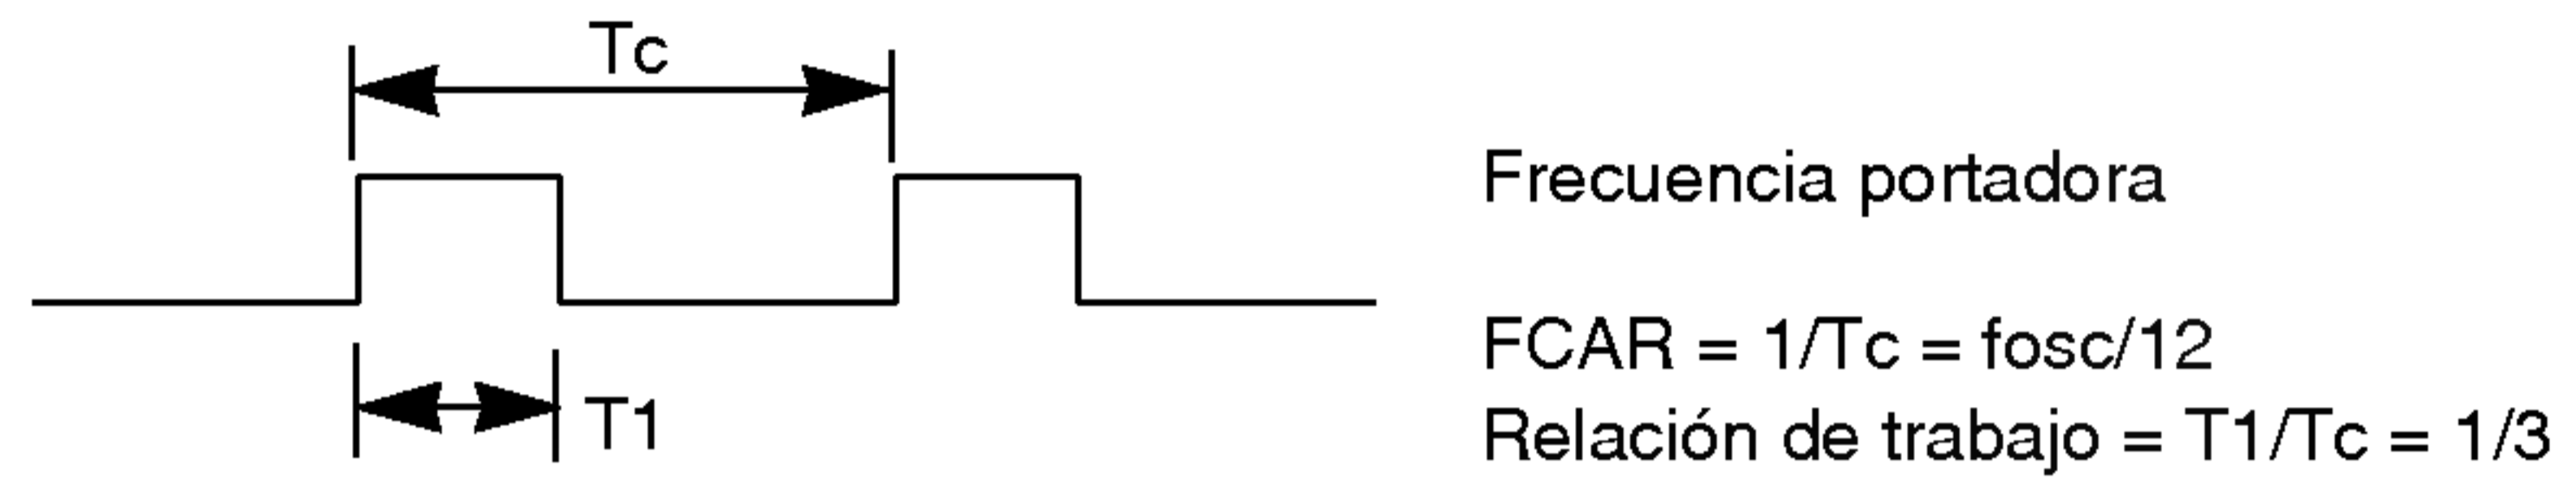 Tc
Frecuencia portadora
FCAR = 1/Tc = fosc/12
T1
Relación de trabajo = T1/Tc = 1/3